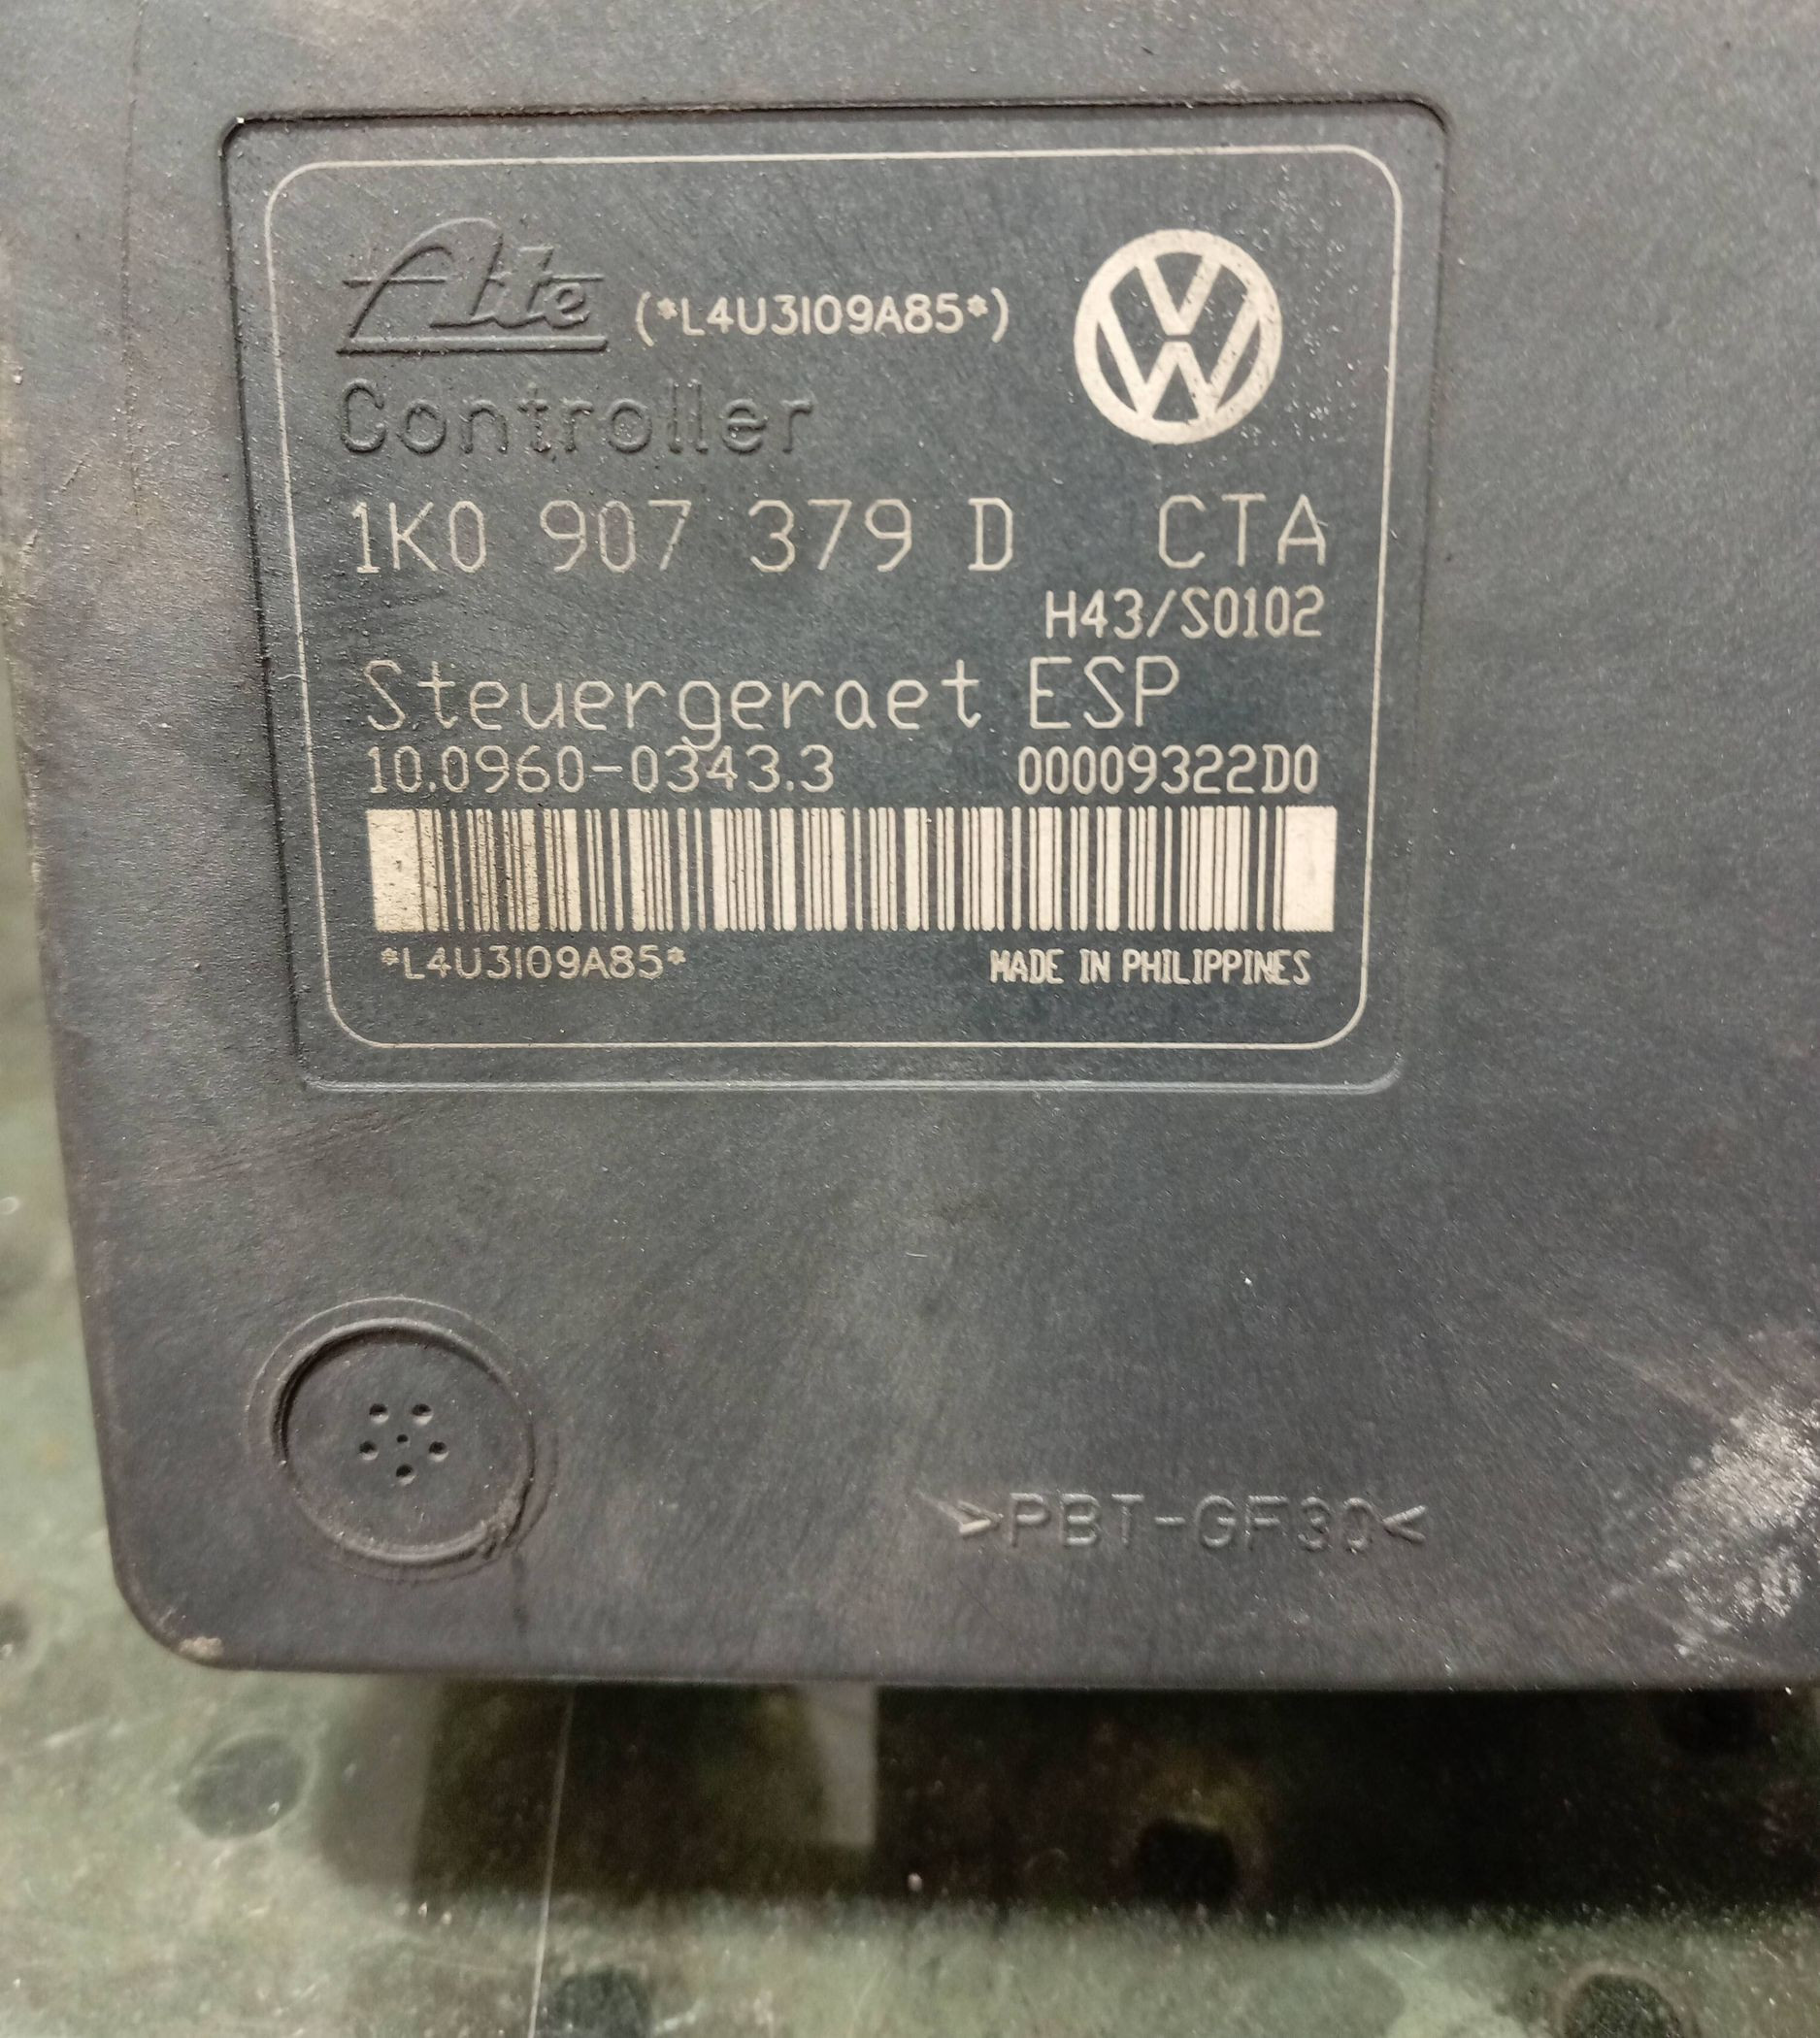 Ate (*L4U3I09A85*)
Controller
1K0 907 379 D CTA
H43/S0102
Steuergeraet ESP
10.0960-0343.3 00009322D0
*L4U3I09A85* MADE IN PHILIPPINES
>PBT-GF30<